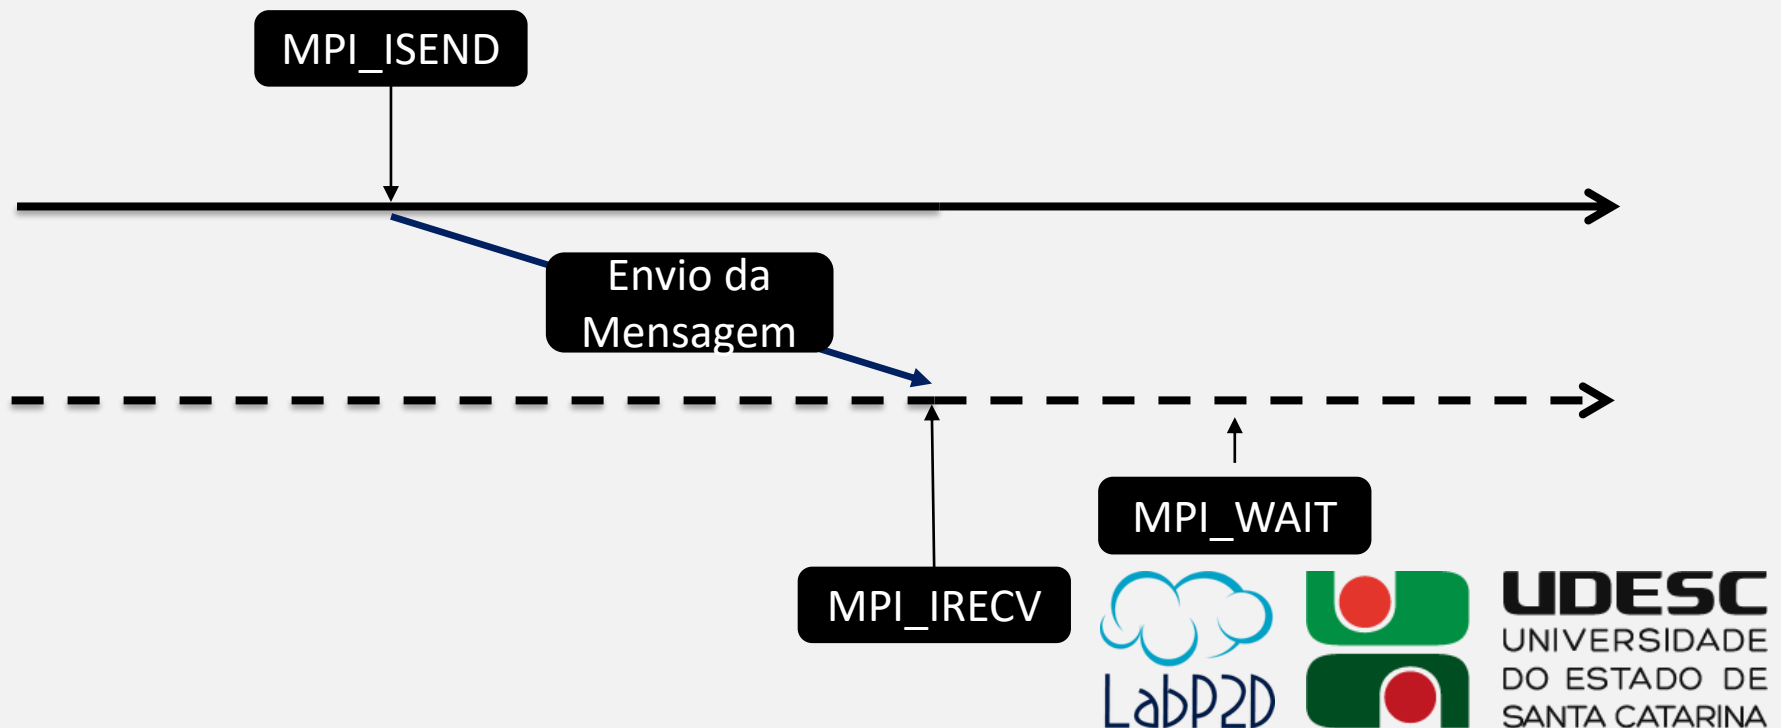 MPI_ISEND
Envio da
Mensagem
MPI_WAIT
MPI_IRECV
LabP2D
UDESC
UNIVERSIDADE
DO ESTADO DE
SANTA CATARINA